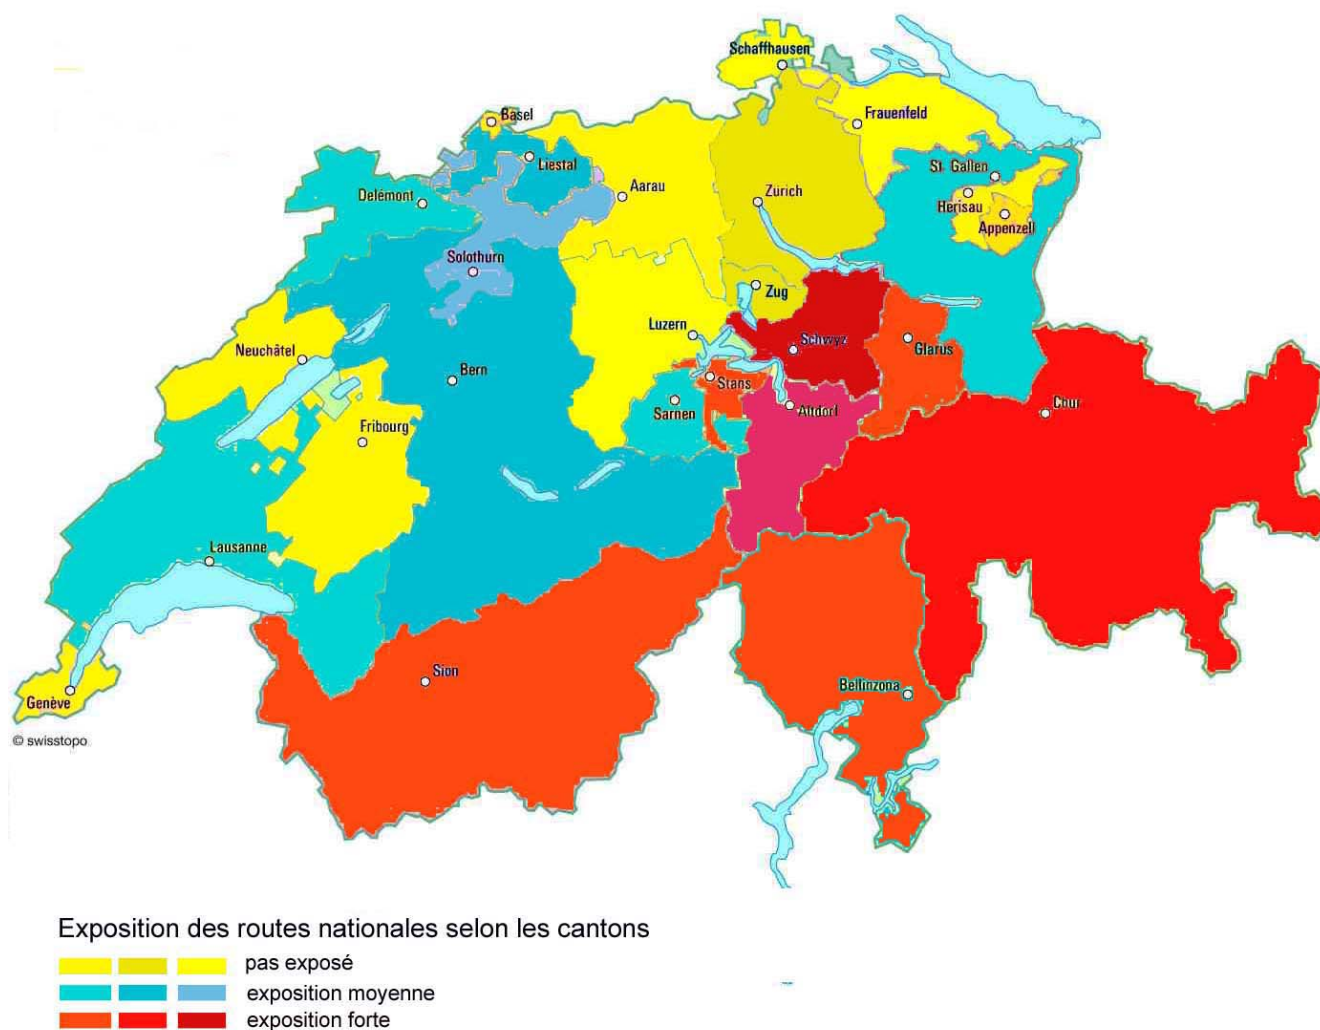 Schaffhausen
Basel
Frauenfeld
Liestal
St. Gallen
Delémont
Aarau
Zürich
Herisau
Appenzell
Solothurn
Zug
Luzern
Schwyz
Glarus
Neuchâtel
Bern
Stans
Sarnen
Altdorf
Chur
Fribourg
Lausanne
Sion
Bellinzona
Genève
© swisstopo
Exposition des routes nationales selon les cantons
pas exposé
exposition moyenne
exposition forte